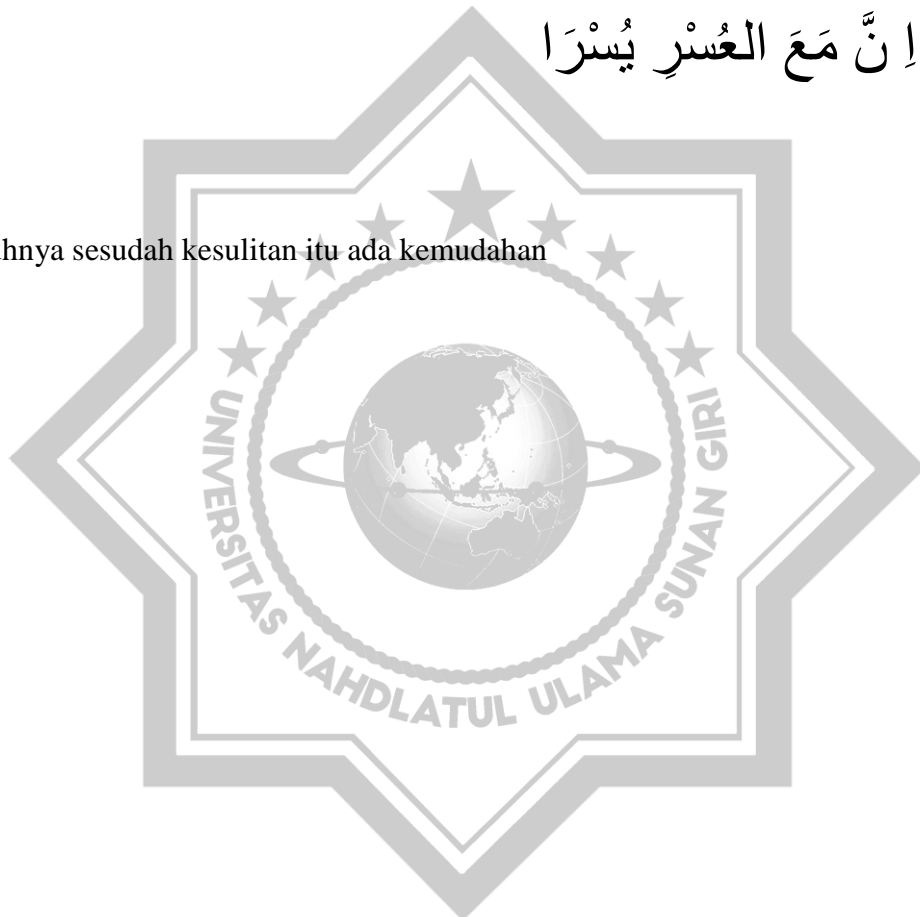 اِ نَّ مَعَ العُسْرِ يُسْرَا
hnya sesudah kesulitan itu ada kemudahan
UNIVERSITAS NAHDLATUL ULAMA SUNAN GIRI